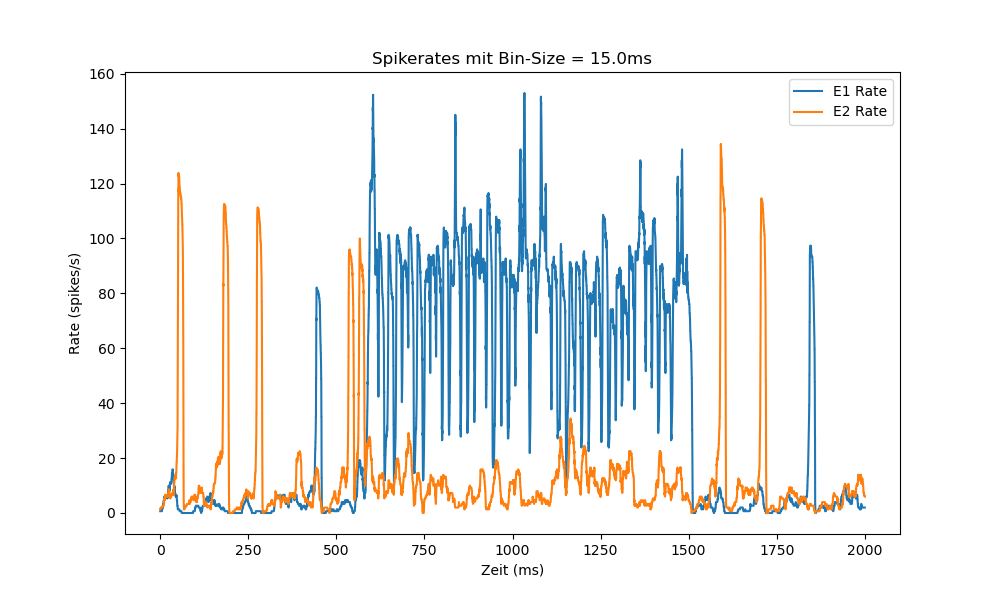 Spikerates mit Bin-Size = 15.0ms
E1 Rate
E2 Rate
160
140
120
100
80
60
40
20
0
Rate (spikes/s)
0 250 500 750 1000 1250 1500 1750 2000
Zeit (ms)